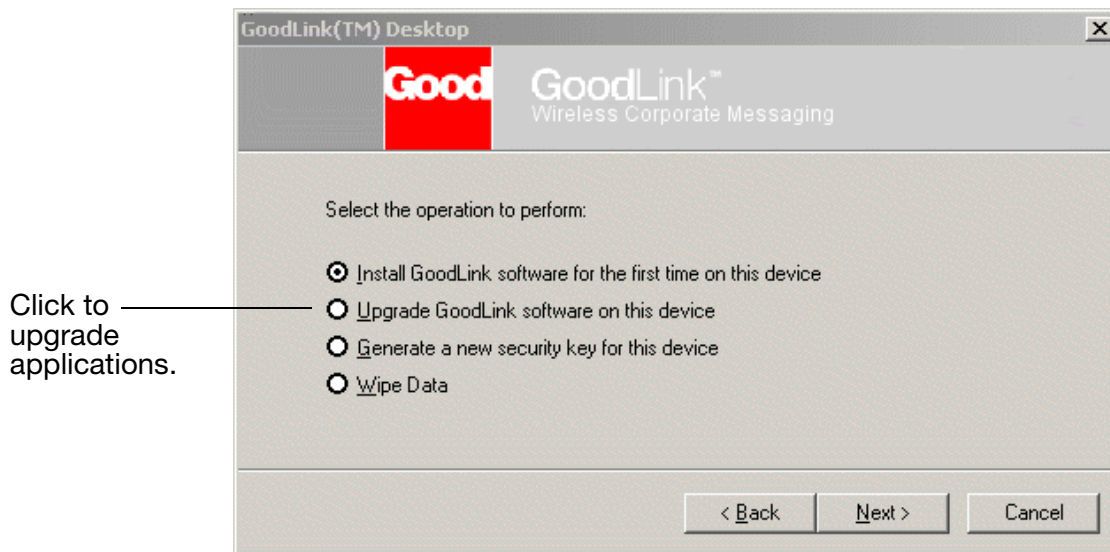 GoodLink(TM) Desktop
Good
GoodLink™
Wireless Corporate Messaging
Select the operation to perform:
Install GoodLink software for the first time on this device
Upgrade GoodLink software on this device
Generate a new security key for this device
Wipe Data
Click to
upgrade
applications.
< Back
Next >
Cancel